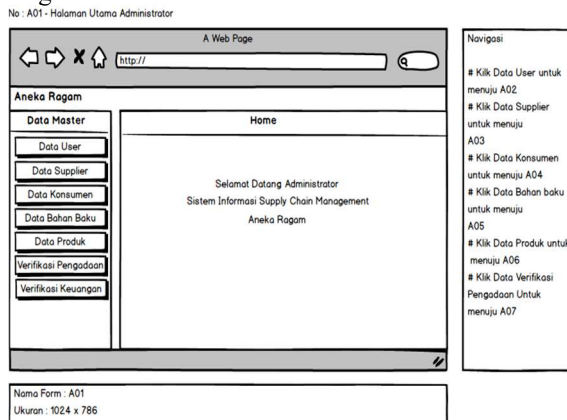 No : A01 - Halaman Utama Administrator
A Web Page
http://
Aneka Ragam
Data Master
Data User
Data Supplier
Data Konsumen
Data Bahan Baku
Data Produk
Verifikasi Pengadaan
Verifikasi Keuangan
Home
Selamat Datang Administrator
Sistem Informasi Supply Chain Management
Aneka Ragam
Navigasi
# Kilk Data User untuk
menuju A02
# Klik Data Supplier
untuk menuju
A03
# Klik Data Konsumen
untuk menuju A04
# Klik Data Bahan baku
untuk menuju
A05
# Klik Data Produk untuk
menuju A06
# Klik Data Verifikasi
Pengadaan Untuk
menuju A07
Nama Form : A01
Ukuran : 1024 x 786